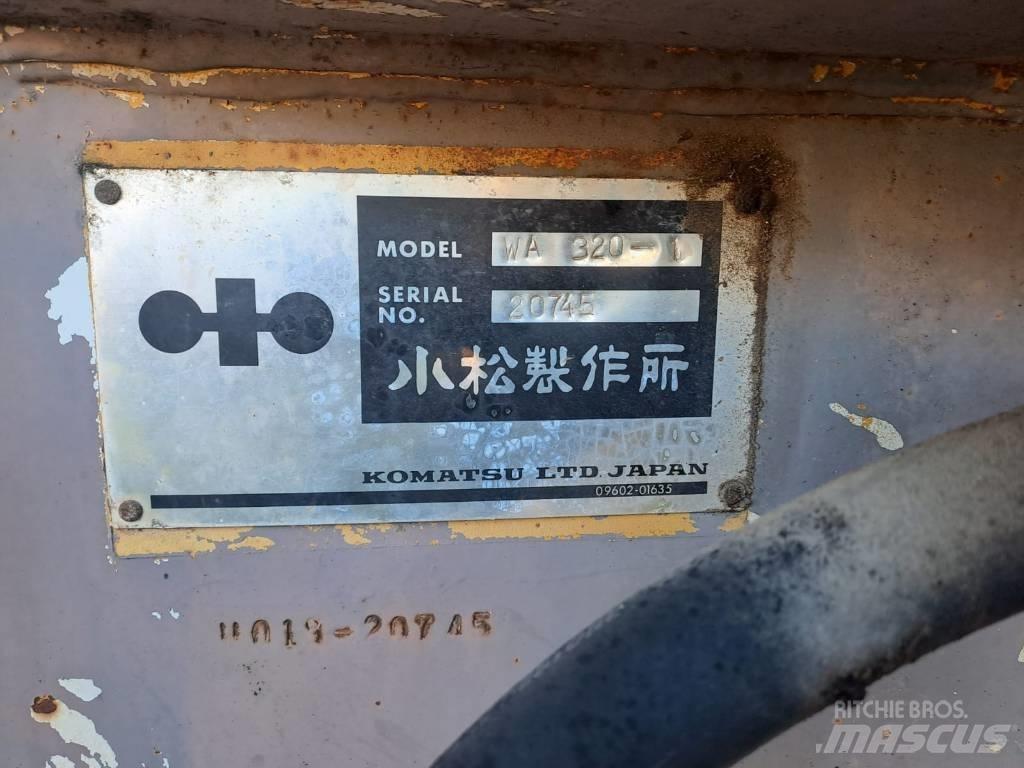 MODEL WA 320-1
SERIAL NO. 20745
小松製作所
KOMATSU LTD. JAPAN
09602-01635
-20745
RITCHIE BROS.
MASCUS